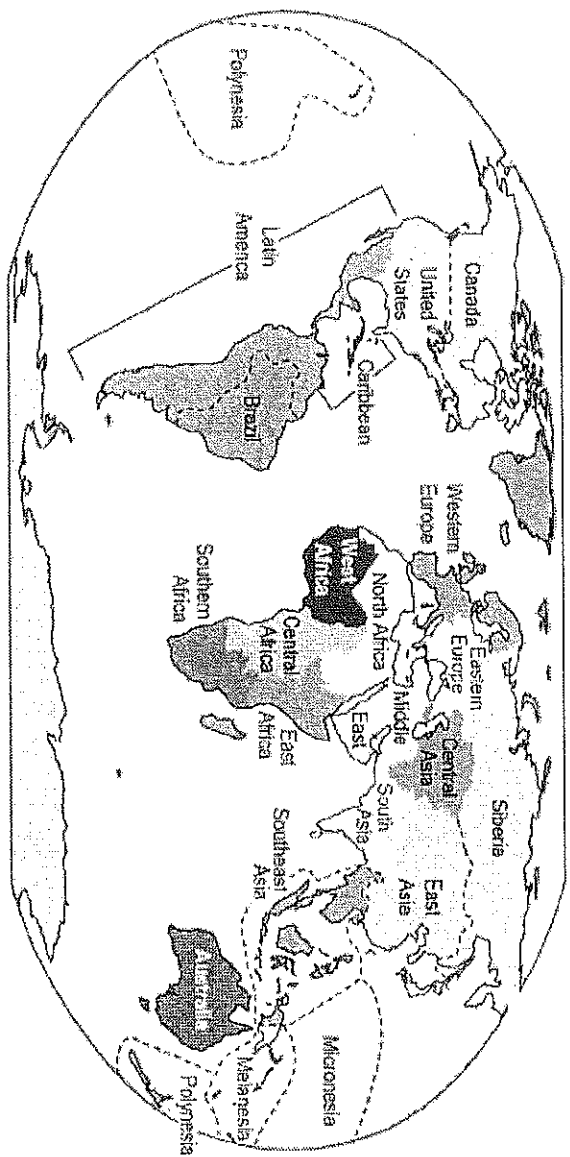 Polynesia
Latin
America
Canada
United
States
Caribbean
Brazil
Western
Europe
Eastern
Europe
North Africa
West
Africa
Central
Africa
Southern
Africa
East
Africa
Middle
East
Central
Asia
Siberia
South
Asia
East
Asia
Southeast
Asia
Australia
Micronesia
Melanesia
Polynesia